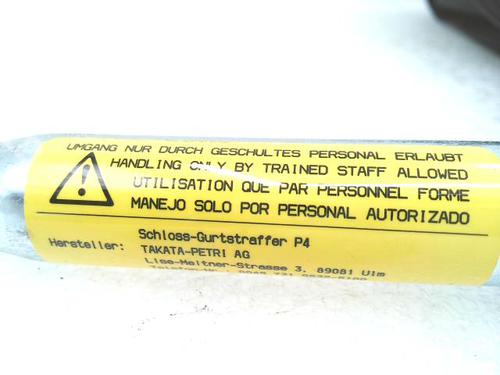 UMGANG NUR DURCH GESCHULTES PERSONAL ERLAUBT
HANDLING ONLY BY TRAINED STAFF ALLOWED
UTILISATION QUE PAR PERSONNEL FORME
MANEJO SOLO POR PERSONAL AUTORIZADO
Schloss-Gurtstraffer P4
Hersteller: TAKATA-PETRI AG
Lise-Meitner-Strasse 3, 89081 Ulm